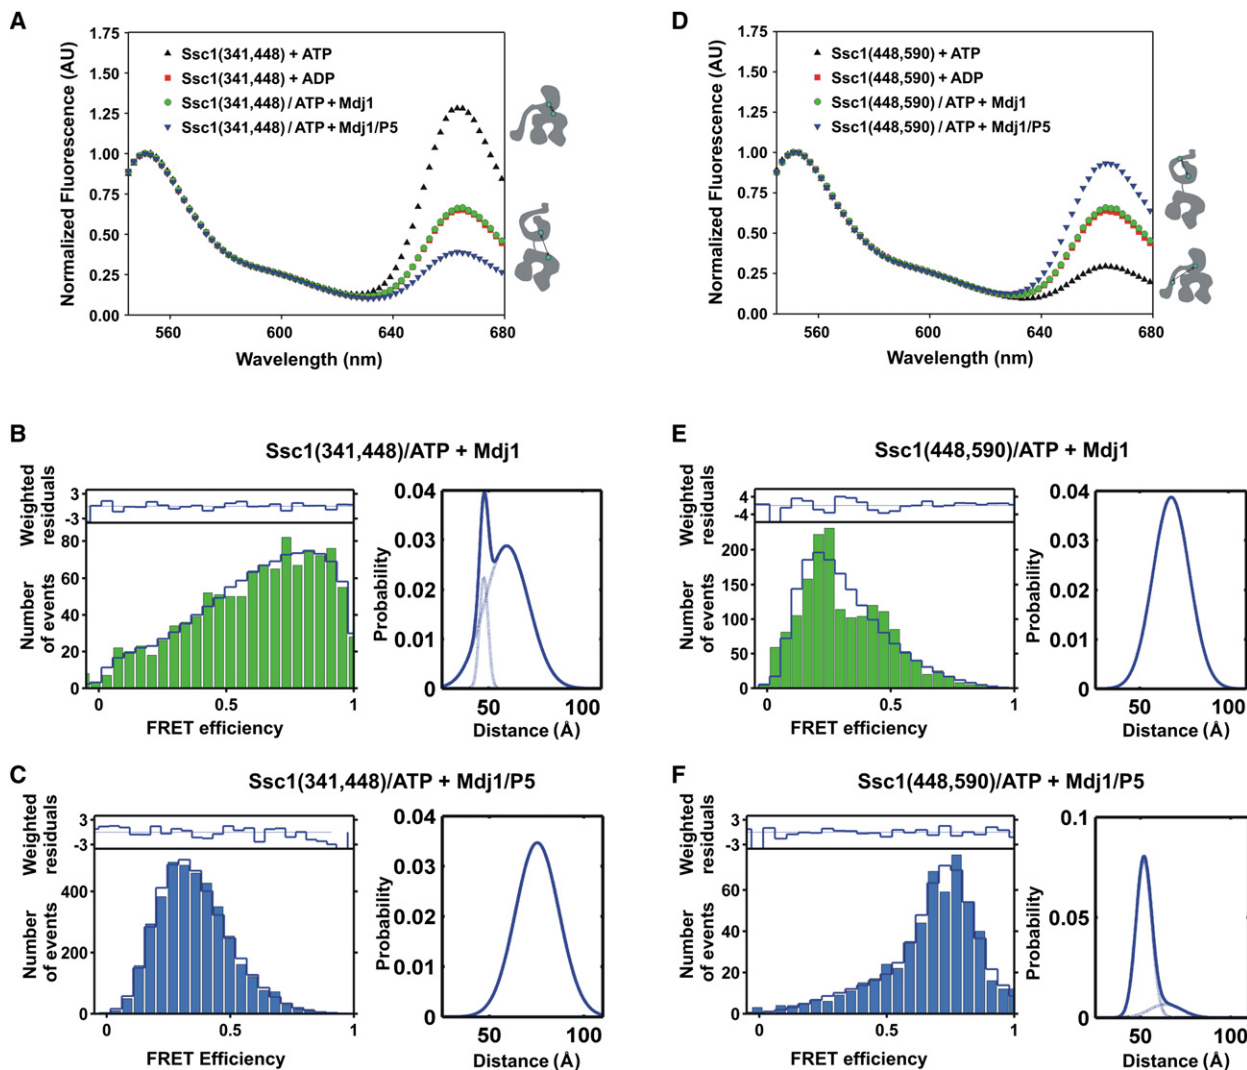 A
Normalized Fluorescence (AU)
1.75
1.50
1.25
1.00
0.75
0.50
0.25
0.00
Ssc1(341,448) + ATP
Ssc1(341,448) + ADP
Ssc1(341,448)/ATP + Mdj1
Ssc1(341,448)/ATP + Mdj1/P5
560
600
640
680
Wavelength (nm)
D
Normalized Fluorescence (AU)
1.75
1.50
1.25
1.00
0.75
0.50
0.25
0.00
Ssc1(448,590) + ATP
Ssc1(448,590) + ADP
Ssc1(448,590)/ATP + Mdj1
Ssc1(448,590)/ATP + Mdj1/P5
560
600
640
680
Wavelength (nm)
B
Ssc1(341,448)/ATP + Mdj1
Weighted
residuals
3
-3
Number
of events
80
60
40
20
0
0
0.5
1
FRET efficiency
Probability
0.04
0.03
0.02
0.01
0
50
100
Distance (Å)
E
Ssc1(448,590)/ATP + Mdj1
Weighted
residuals
4
-4
Number
of events
200
150
100
50
0
0
0.5
1
FRET efficiency
Probability
0.04
0.03
0.02
0.01
0
50
100
Distance (Å)
C
Ssc1(341,448)/ATP + Mdj1/P5
Weighted
residuals
3
-3
Number
of events
400
200
0
0
0.5
1
FRET Efficiency
Probability
0.04
0.03
0.02
0.01
0
50
100
Distance (Å)
F
Ssc1(448,590)/ATP + Mdj1/P5
Weighted
residuals
3
-3
Number
of events
60
40
20
0
0
0.5
1
FRET efficiency
Probability
0.1
0.05
0
50
100
Distance (Å)